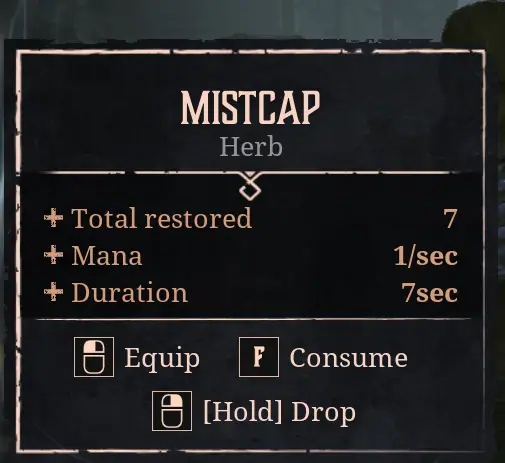 MISTCAP
Herb
Total restored 7
Mana 1/sec
Duration 7sec
Equip F Consume
[Hold] Drop